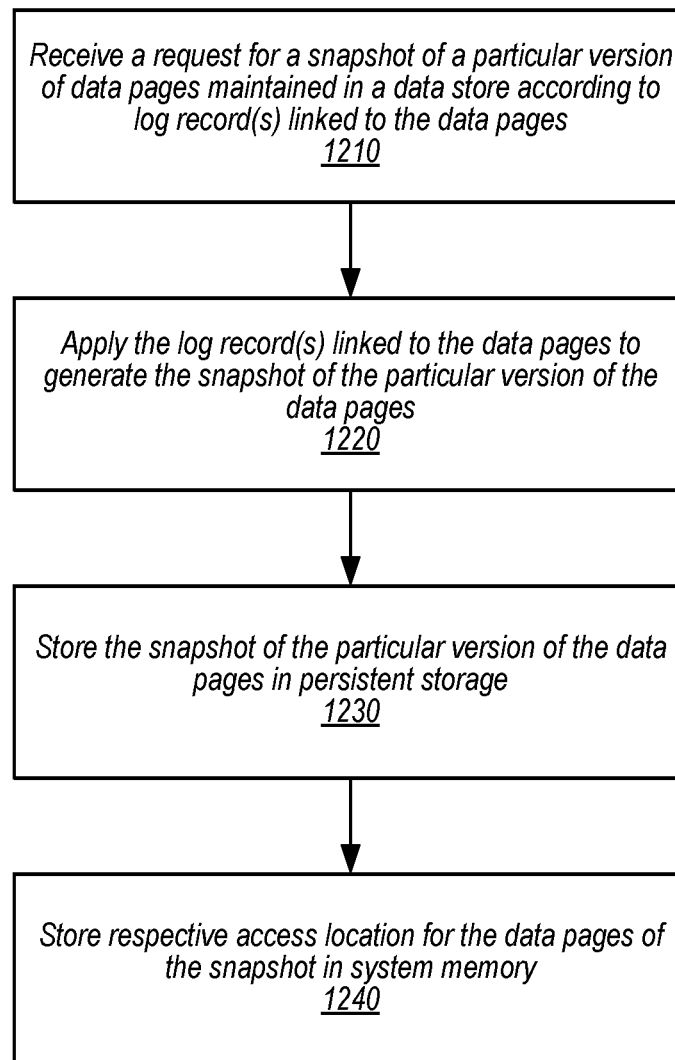 Receive a request for a snapshot of a particular version
of data pages maintained in a data store according to
log record(s) linked to the data pages
1210
Apply the log record(s) linked to the data pages to
generate the snapshot of the particular version of the
data pages
1220
Store the snapshot of the particular version of the data
pages in persistent storage
1230
Store respective access location for the data pages of
the snapshot in system memory
1240